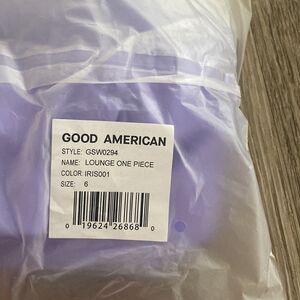 GOOD AMERICAN
STYLE: GSW0294
NAME: LOUNGE ONE PIECE
COLOR: IRIS001
SIZE: 6
0 19624 26868 0